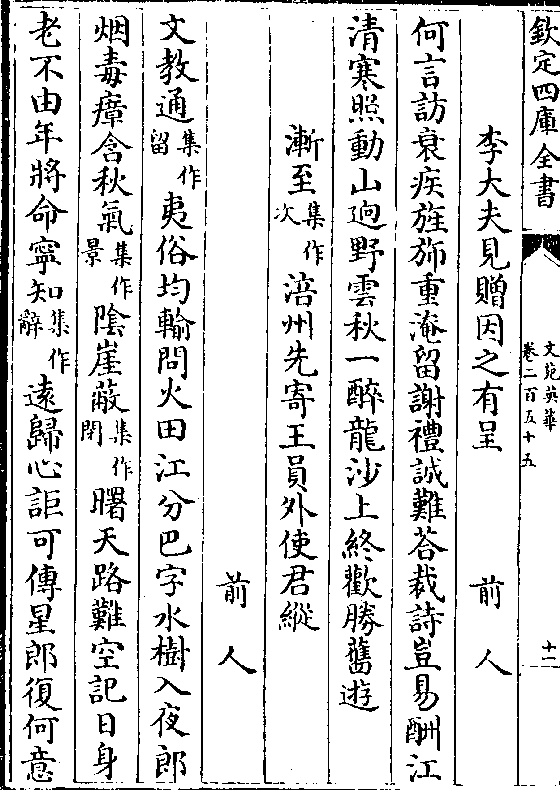 欽定四庫全書
文苑英華
卷二百五十五
十二
李大夫見贈因之有呈
前人
何言訪衰疾旌斾重淹留謝禮誠難荅裁詩豈易酬江
清寒照動山逈野雲秋一醉龍沙上終歡勝舊遊
漸至集作次涪州先寄王員外使君縱
前人
文教通集作留夷俗均輸問火田江分巴字水樹入夜郎
烟毒瘴含秋氣集作景陰崖蔽集作閉曙天路難空記日身
老不由年將命寧知集作辭遠歸心詎可傳星郎復何意